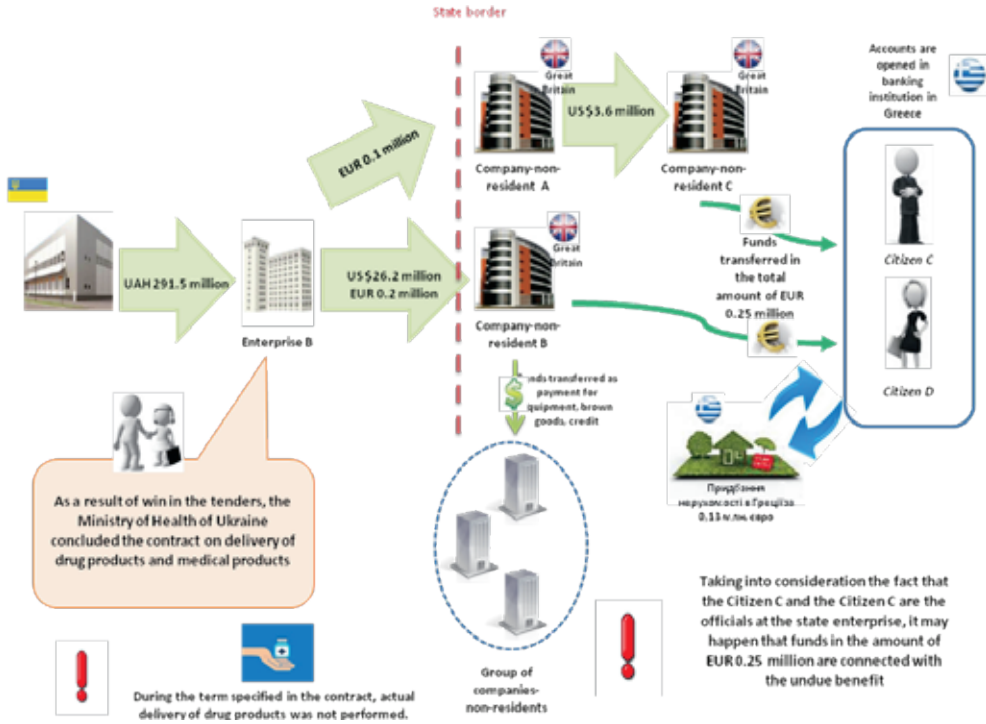 State border
Great
Britain
Great
Britain
Accounts are
opened in
banking
institution in
Greece
EUR 0.1 million
US$3.6 million
Company-non-
resident A
Company-non-
resident C
UAH 291.5 million
Enterprise B
US$26.2 million
EUR 0.2 million
Great
Britain
Company-non-
resident B
Funds
transferred in
the total
amount of EUR
0.25 million
Citizen C
Citizen D
transferred as
payment for
quipment, brown
goods, credit
Придбання
нерухомості в Греції за
0,13 млн. євро
As a result of win in the tenders, the
Ministry of Health of Ukraine
concluded the contract on delivery of
drug products and medical products
Group of
companies-
non-residents
Taking into consideration the fact that
the Citizen C and the Citizen C are the
officials at the state enterprise, it may
happen that funds in the amount of
EUR 0.25 million are connected with
the undue benefit
During the term specified in the contract, actual
delivery of drug products was not performed.